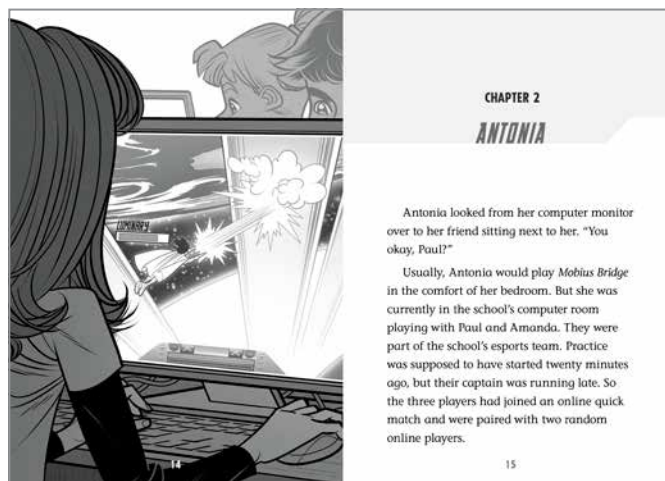 LUMINARY
14
CHAPTER 2
ANTONIA
Antonia looked from her computer monitor
over to her friend sitting next to her. “You
okay, Paul?”
Usually, Antonia would play Mobius Bridge
in the comfort of her bedroom. But she was
currently in the school’s computer room
playing with Paul and Amanda. They were
part of the school’s esports team. Practice
was supposed to have started twenty minutes
ago, but their captain was running late. So
the three players had joined an online quick
match and were paired with two random
online players.
15